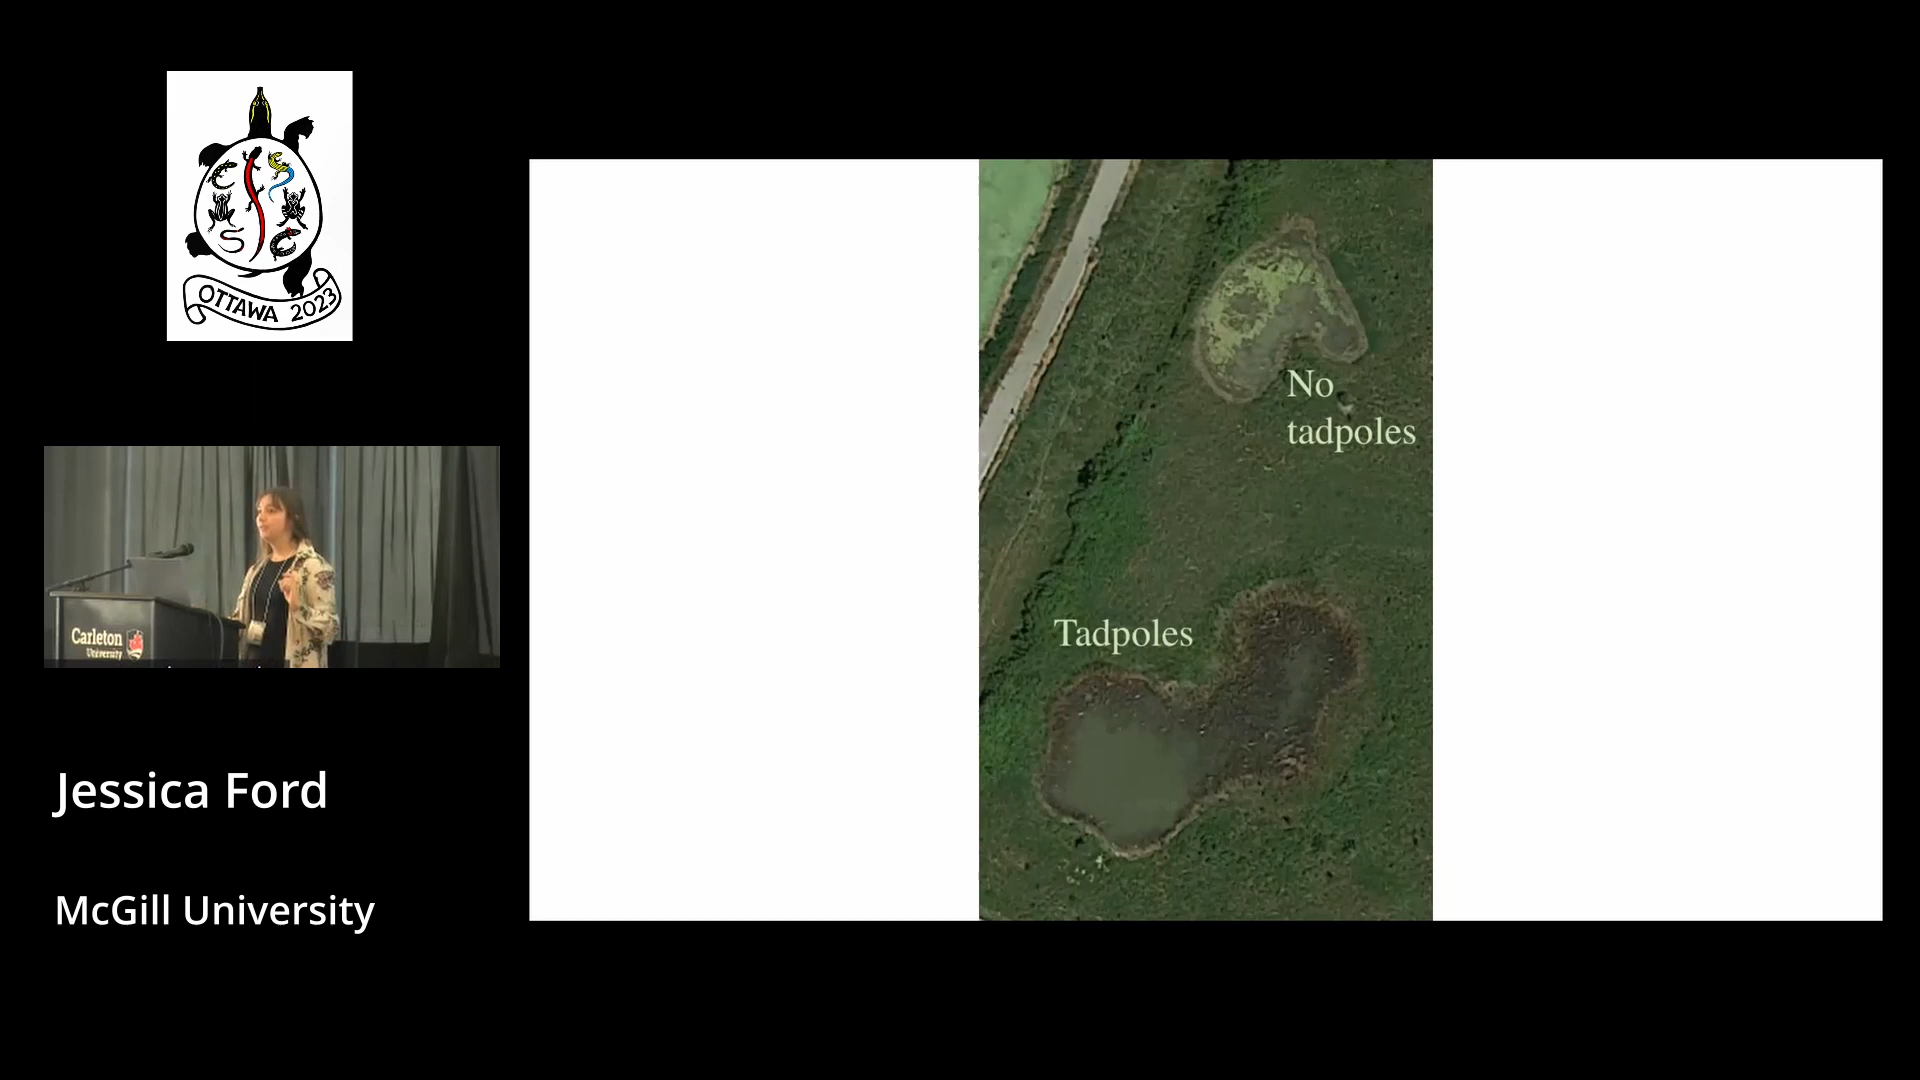 OTTAWA 2023
Carleton
University
Jessica Ford
McGill University
No
tadpoles
Tadpoles